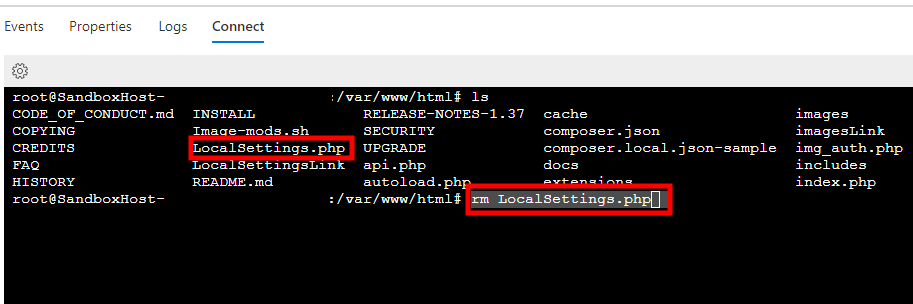 Events Properties Logs Connect
root@SandboxHost- :/var/www/html# ls
CODE_OF_CONDUCT.md INSTALL RELEASE-NOTES-1.37 cache images
COPYING Image-mods.sh SECURITY composer.json imagesLink
CREDITS LocalSettings.php UPGRADE composer.local.json-sample img_auth.php
FAQ LocalSettingsLink api.php docs includes
HISTORY README.md autoload.php extensions index.php
root@SandboxHost- :/var/www/html# rm LocalSettings.php